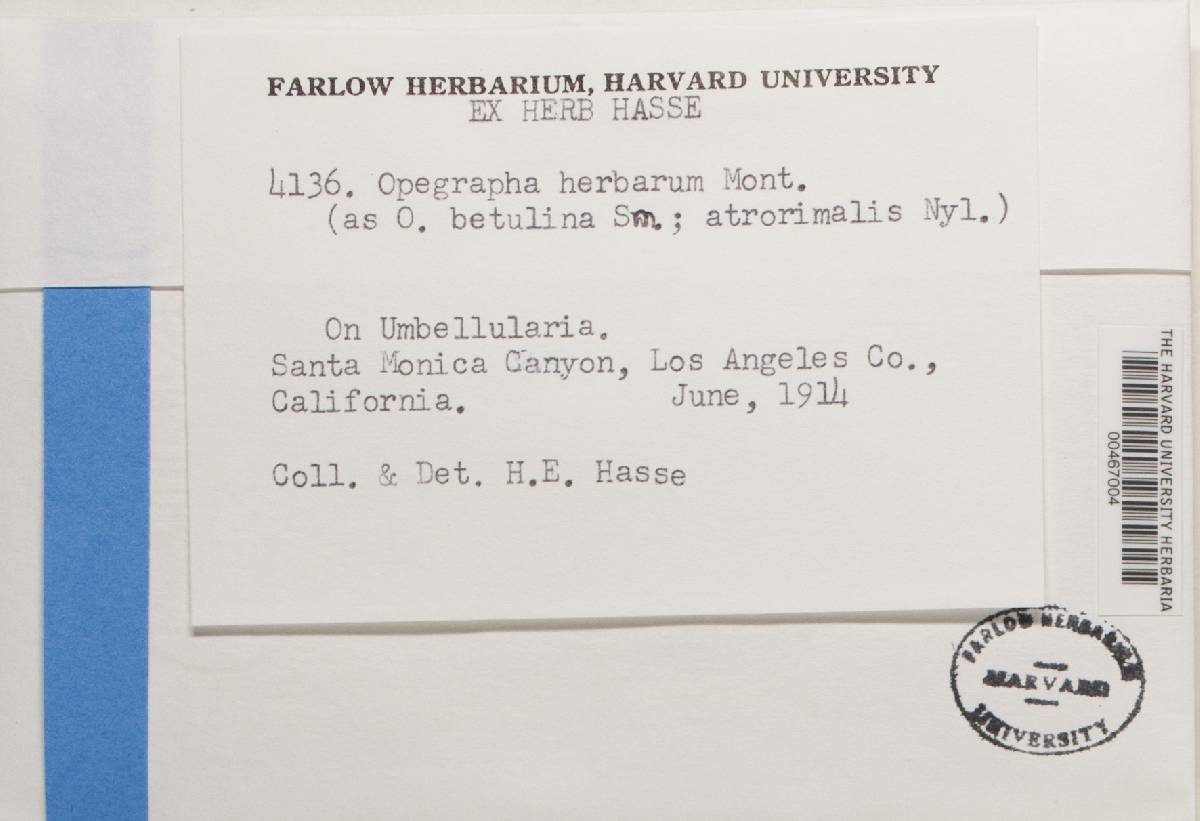 FARLOW HERBARIUM, HARVARD UNIVERSITY
EX HERB HASSE
4136. Opegrapha herbarum Mont.
(as O. betulina Sm.; atrorimalis Nyl.)
On Umbellularia.
Santa Monica Canyon, Los Angeles Co.,
California. June, 1914
Coll. & Det. H.E. Hasse
THE HARVARD UNIVERSITY HERBARIA
00467004
FARLOW HERBARIUM
HARVARD
UNIVERSITY